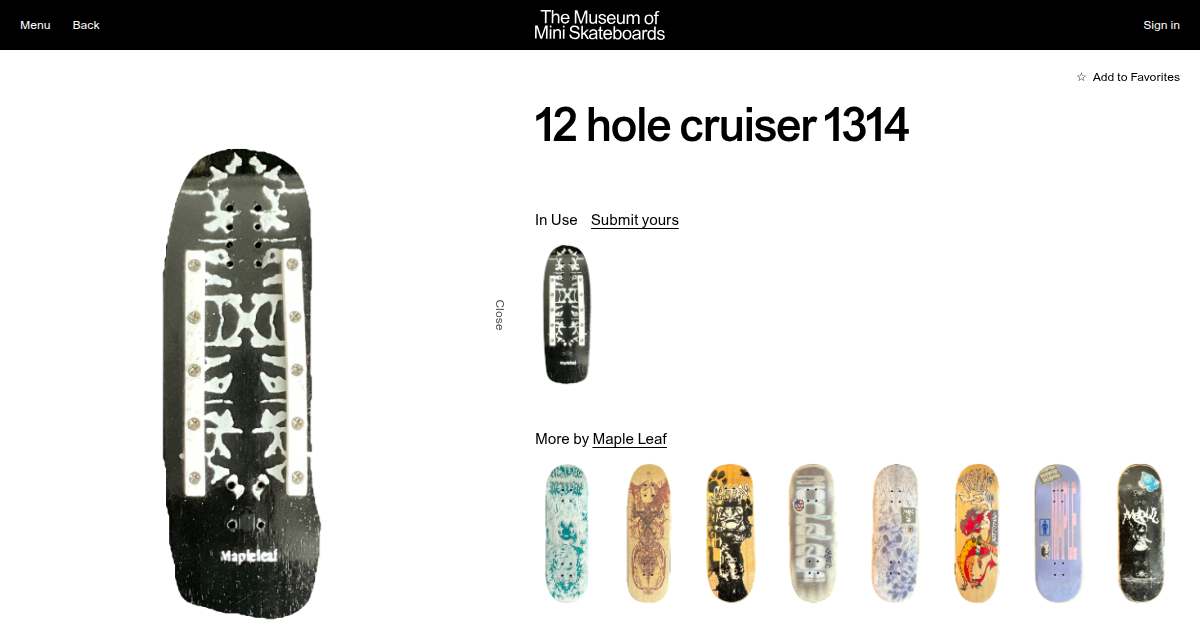 Menu
Back
The Museum of
Mini Skateboards
Sign in
☆ Add to Favorites
12 hole cruiser 1314
In Use
Submit yours
Close
More by Maple Leaf
Mapleleaf